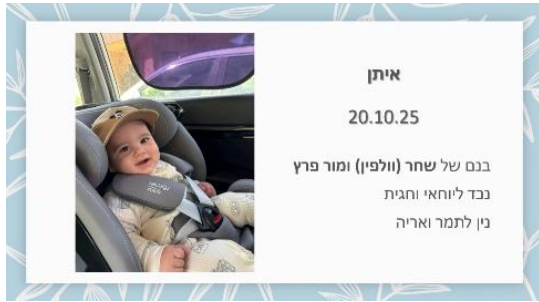 איתן
20.10.25
בנם של שחר (וולפין) ומור פרץ
נכד ליוחאי וחגית
נין לתמר ואריה